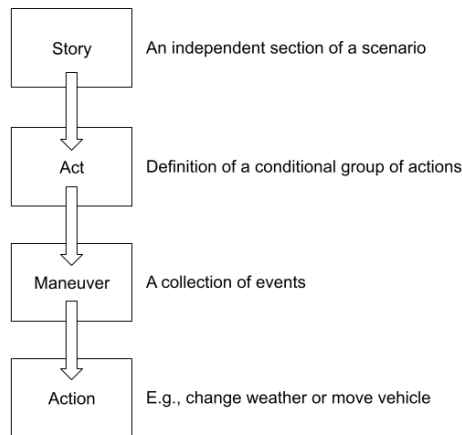 Story
An independent section of a scenario
Act
Definition of a conditional group of actions
Maneuver
A collection of events
Action
E.g., change weather or move vehicle